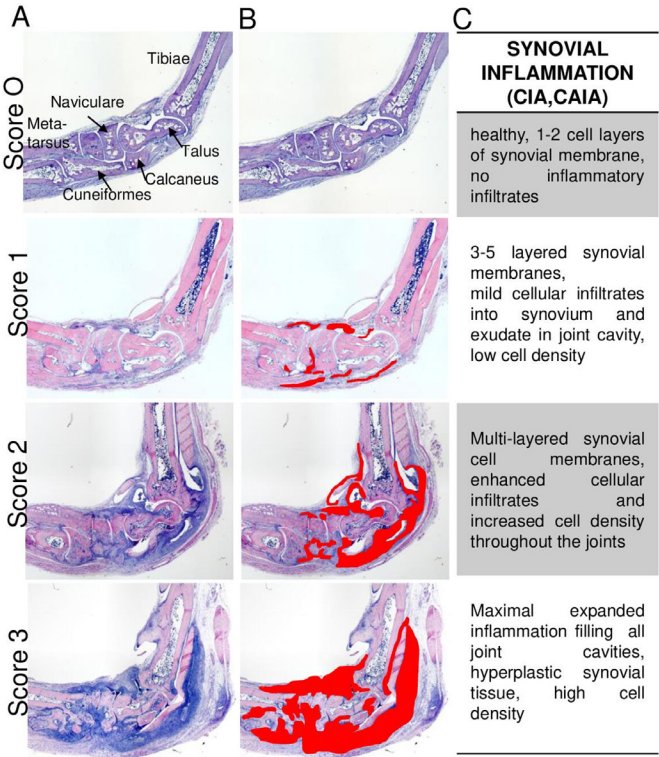 A
B
C
Score O
Tibiae
Naviculare
Meta-
tarsus
Talus
Calcaneus
Cuneiformes
SYNOVIAL
INFLAMMATION
(CIA,CAIA)
healthy, 1-2 cell layers
of synovial membrane,
no inflammatory
infiltrates
Score 1
3-5 layered synovial
membranes,
mild cellular infiltrates
into synovium and
exudate in joint cavity,
low cell density
Score 2
Multi-layered synovial
cell membranes,
enhanced cellular
infiltrates and
increased cell density
throughout the joints
Score 3
Maximal expanded
inflammation filling all
joint cavities,
hyperplastic synovial
tissue, high cell
density